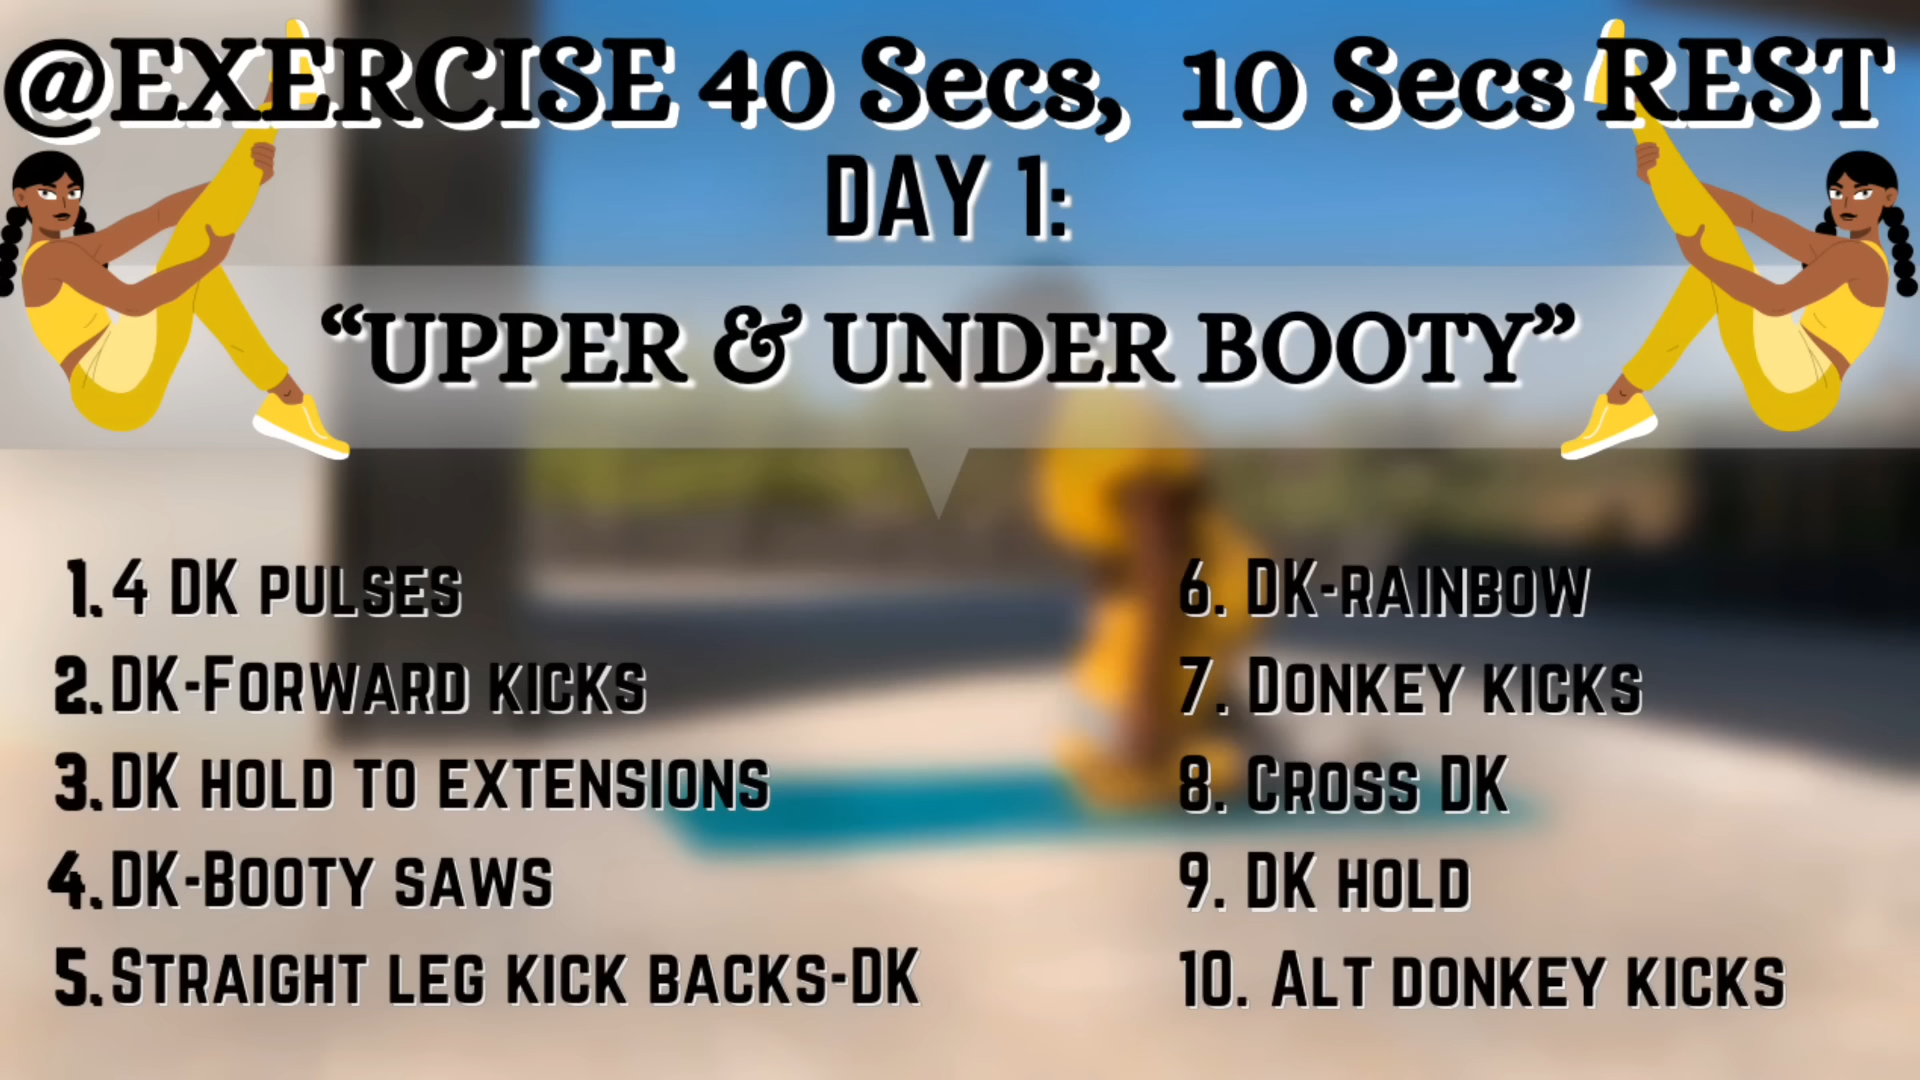 @EXERCISE 40 Secs, 10 Secs REST
DAY 1:
“UPPER & UNDER BOOTY”
1. 4 DK PULSES
2. DK-FORWARD KICKS
3. DK HOLD TO EXTENSIONS
4. DK-BOOTY SAWS
5. STRAIGHT LEG KICK BACKS-DK
6. DK-RAINBOW
7. DONKEY KICKS
8. CROSS DK
9. DK HOLD
10. ALT DONKEY KICKS